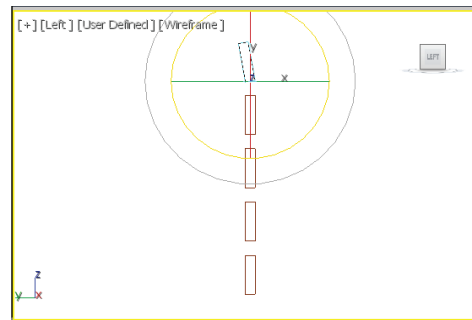 [+] [Left] [User Defined] [Wireframe]
y
x
LEFT
z
y x